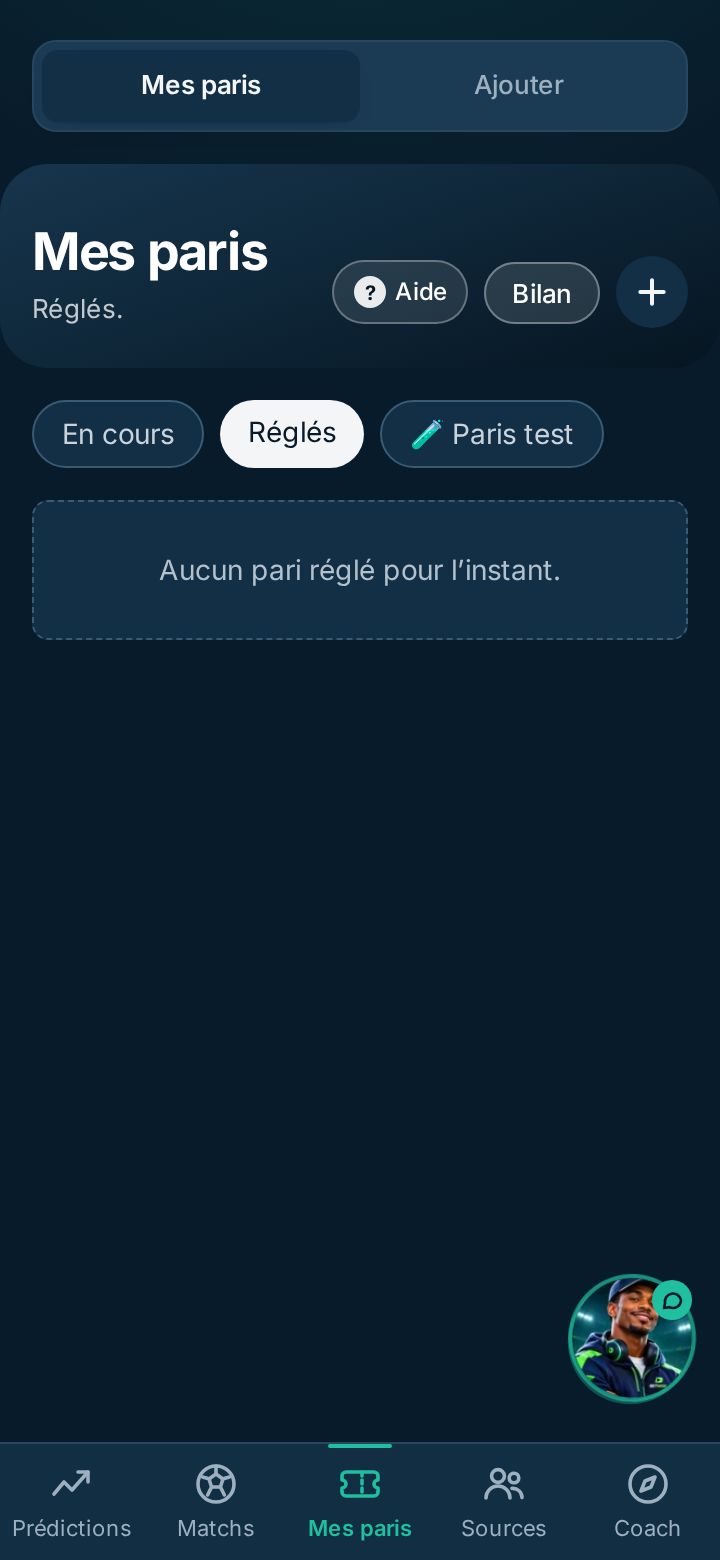 Mes paris
Ajouter
Mes paris
Réglés.
? Aide
Bilan
En cours
Réglés
🧪 Paris test
Aucun pari réglé pour l’instant.
Prédictions
Matchs
Mes paris
Sources
Coach